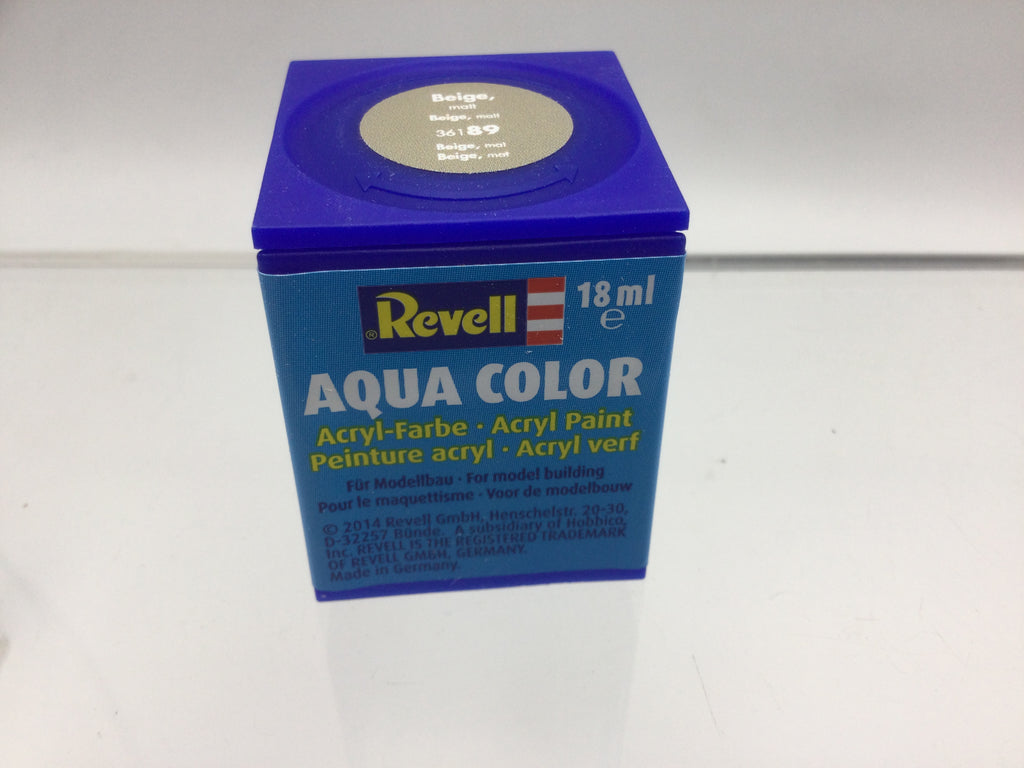 Beige,
matt
Beige, matt
36189
Beige, mat
Beige, mat
®Revell
18 ml
e
AQUA COLOR
Acryl-Farbe · Acryl Paint
Peinture acryl · Acryl verf
Für Modellbau · For model building
Pour le maquettisme · Voor de modelbouw
© 2014 Revell GmbH, Henschelstr. 20-30,
D-32257 Bünde. A subsidiary of Hobbico,
Inc. REVELL IS THE REGISTERED TRADEMARK
OF REVELL GMBH, GERMANY.
Made in Germany.